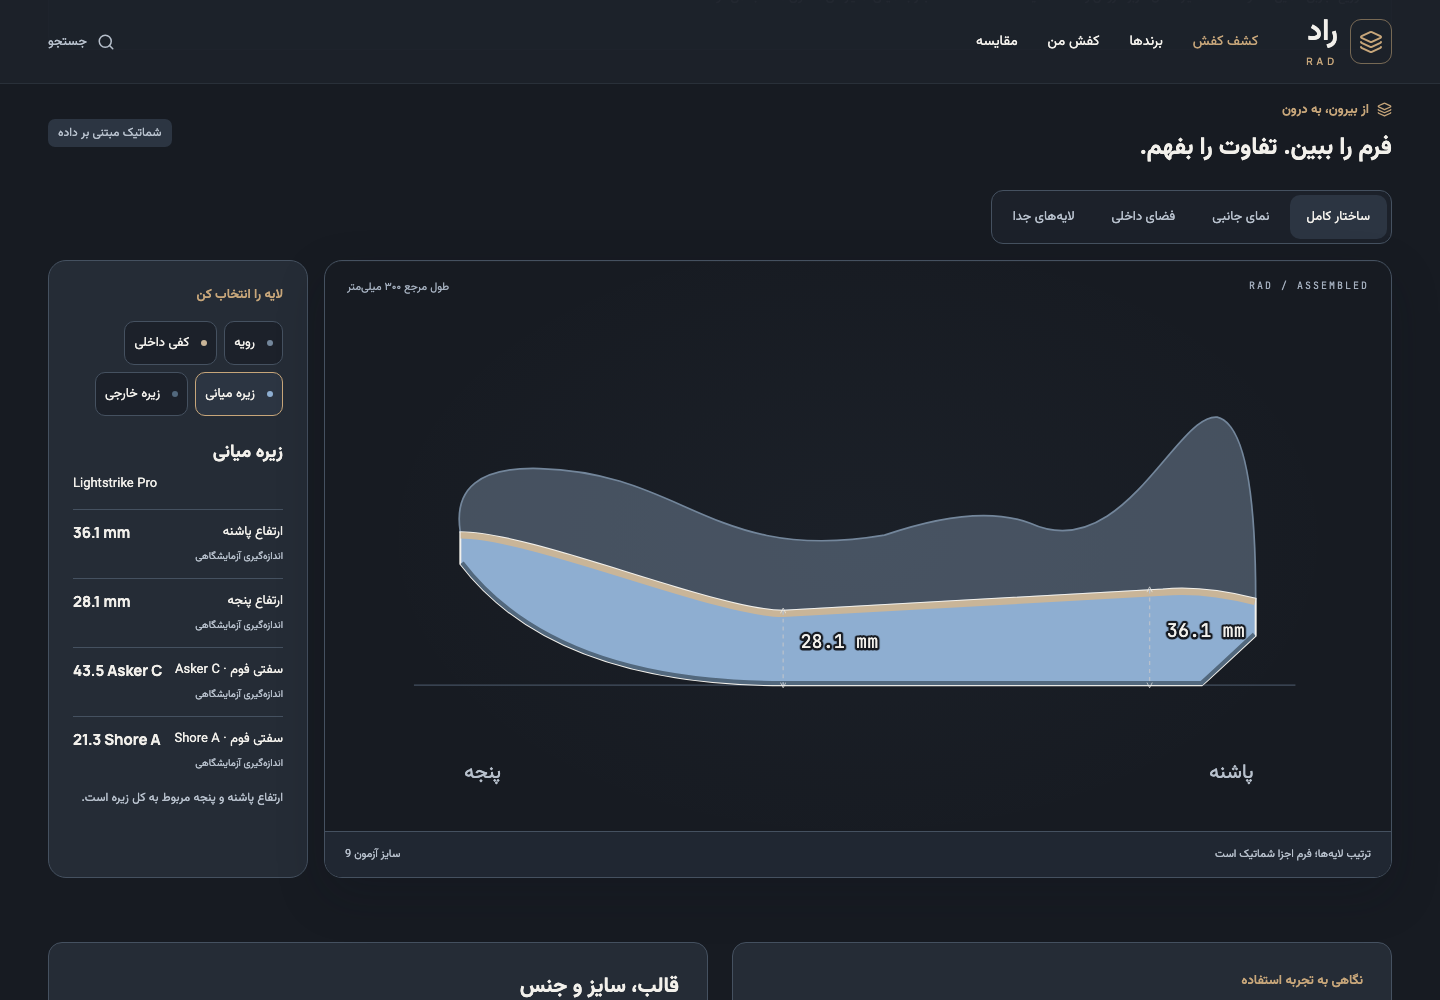 راد
RAD
کشف کفش
برندها
کفش من
مقایسه
جستجو
از بیرون، به درون
فرم را ببین. تفاوت را بفهم.
شماتیک مبتنی بر داده
ساختار کامل
نمای جانبی
فضای داخلی
لایه‌های جدا
RAD / ASSEMBLED
طول مرجع ۳۰۰ میلی‌متر
28.1 mm
36.1 mm
پاشنه
پنجه
ترتیب لایه‌ها؛ فرم اجزا شماتیک است
سایز آزمون 9
لایه را انتخاب کن
رویه
کفی داخلی
زیره میانی
زیره خارجی
زیره میانی
Lightstrike Pro
ارتفاع پاشنه 36.1 mm
اندازه‌گیری آزمایشگاهی
ارتفاع پنجه 28.1 mm
اندازه‌گیری آزمایشگاهی
سفتی فوم · Asker C 43.5 Asker C
اندازه‌گیری آزمایشگاهی
سفتی فوم · Shore A 21.3 Shore A
اندازه‌گیری آزمایشگاهی
ارتفاع پاشنه و پنجه مربوط به کل زیره است.
نگاهی به تجربه استفاده
قالب، سایز و جنس